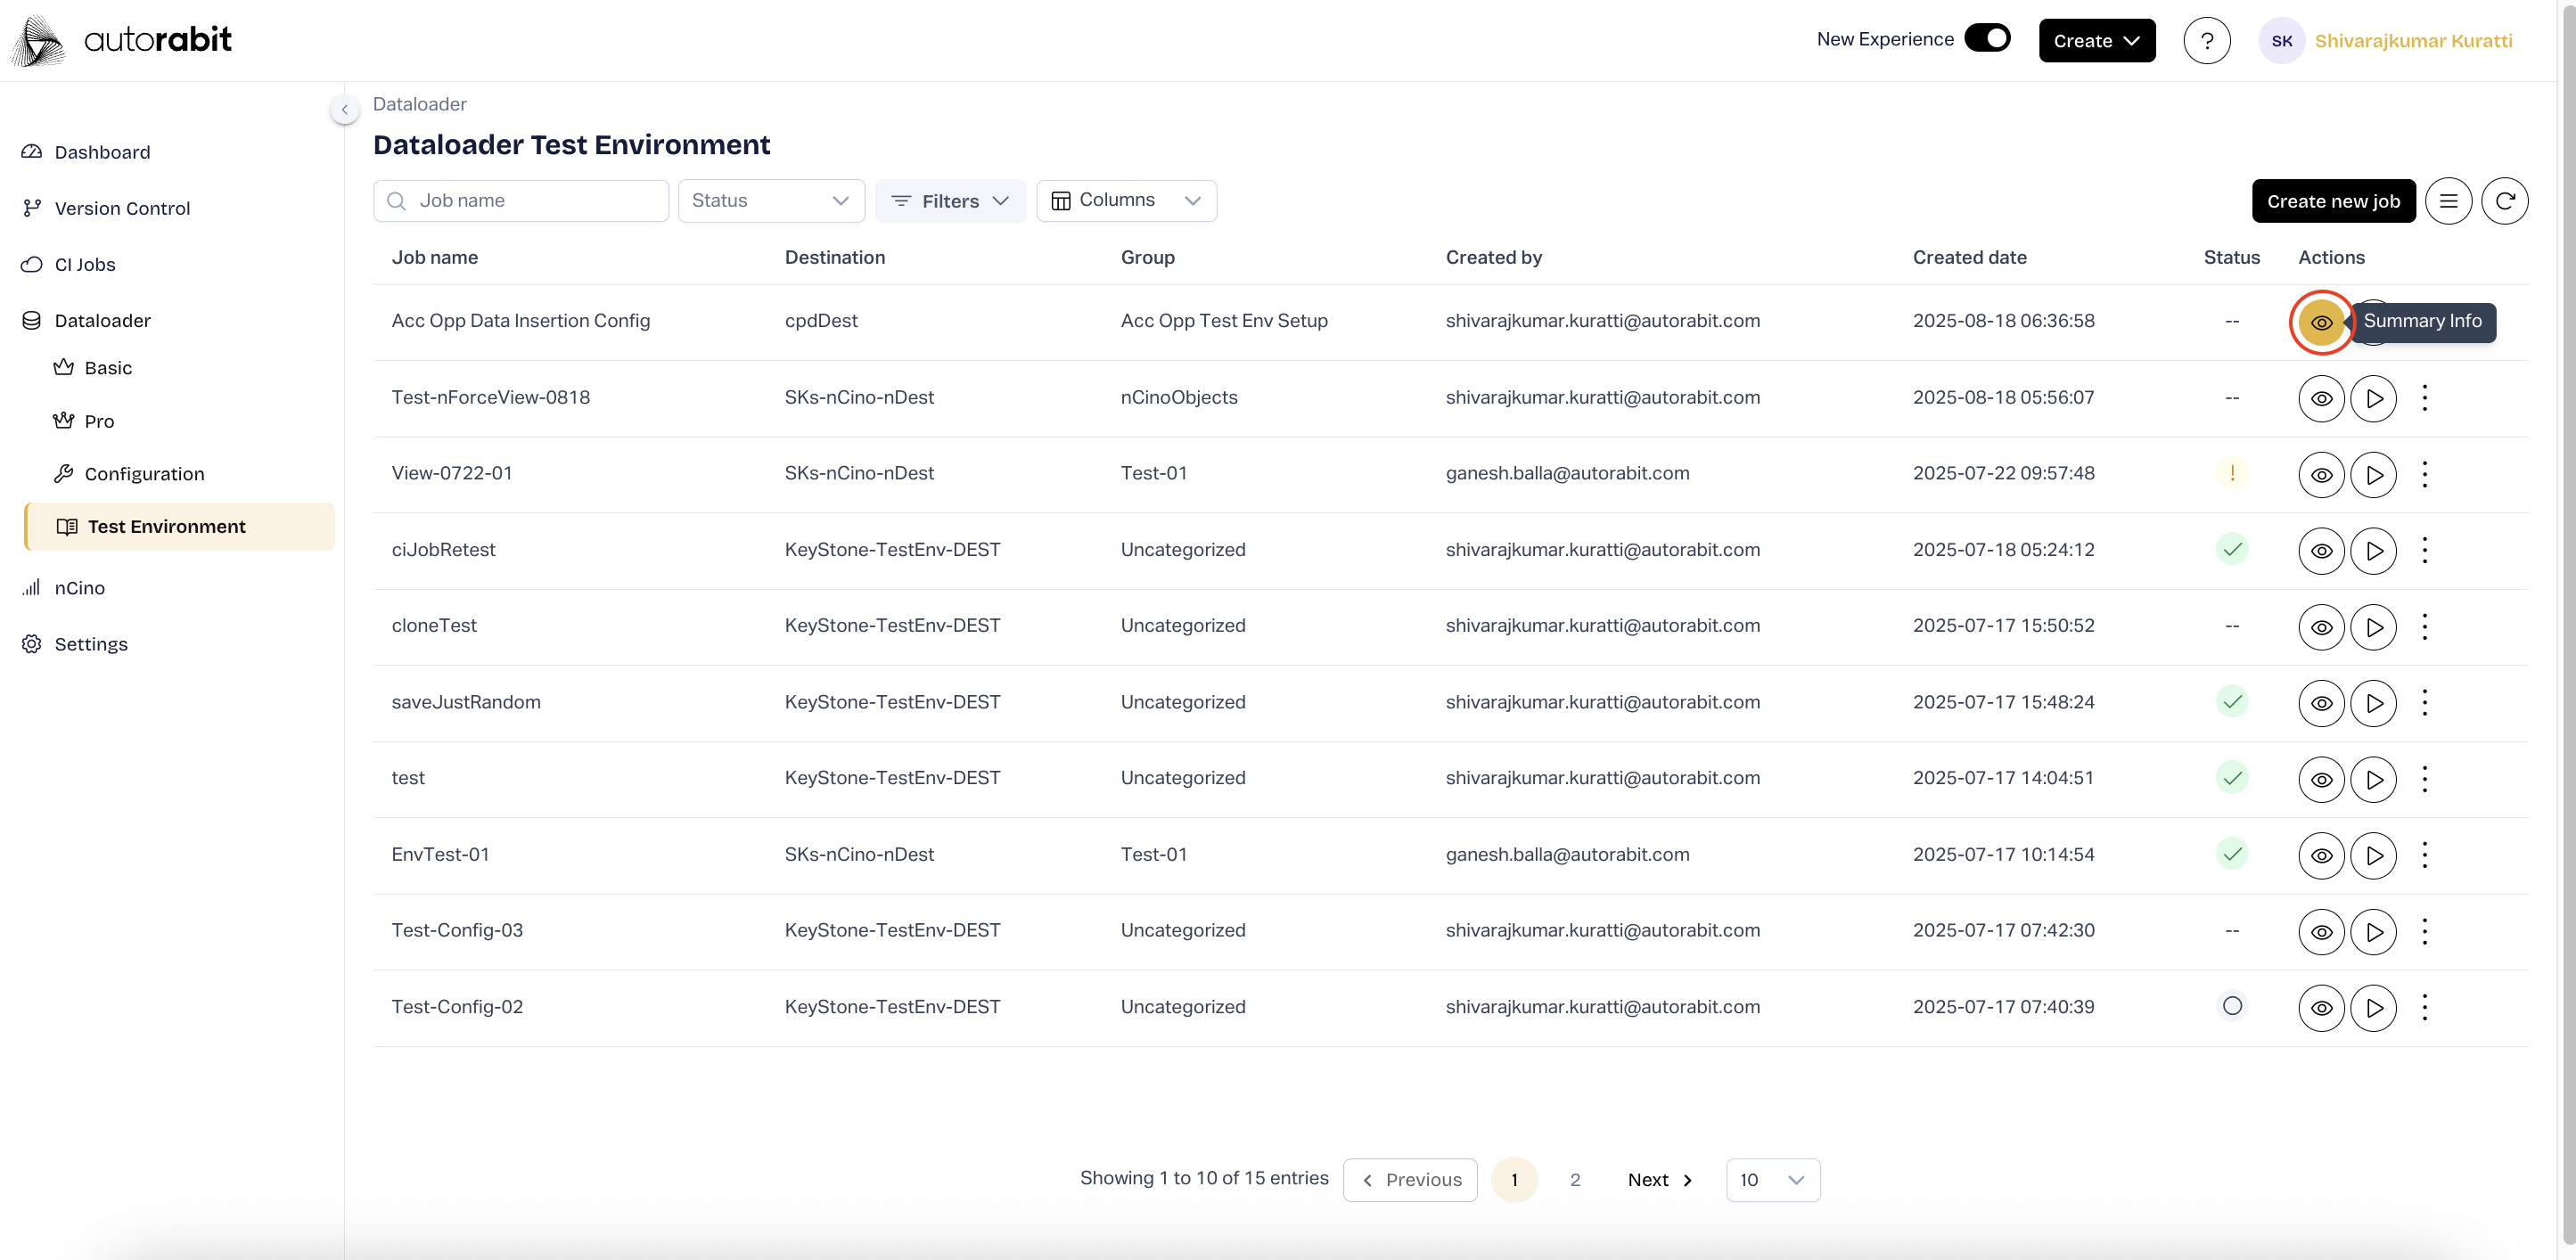 autorabit
New Experience
Create
?
SK
Shivarajkumar Kuratti
Dashboard
Version Control
CI Jobs
Dataloader
Basic
Pro
Configuration
Test Environment
nCino
Settings
Dataloader
Dataloader Test Environment
Job name
Status
Filters
Columns
Create new job
Job name Destination Group Created by Created date Status Actions
Acc Opp Data Insertion Config cpdDest Acc Opp Test Env Setup shivarajkumar.kuratti@autorabit.com 2025-08-18 06:36:58 -- Summary Info
Test-nForceView-0818 SKs-nCino-nDest nCinoObjects shivarajkumar.kuratti@autorabit.com 2025-08-18 05:56:07 --
View-0722-01 SKs-nCino-nDest Test-01 ganesh.balla@autorabit.com 2025-07-22 09:57:48 !
ciJobRetest KeyStone-TestEnv-DEST Uncategorized shivarajkumar.kuratti@autorabit.com 2025-07-18 05:24:12
cloneTest KeyStone-TestEnv-DEST Uncategorized shivarajkumar.kuratti@autorabit.com 2025-07-17 15:50:52 --
saveJustRandom KeyStone-TestEnv-DEST Uncategorized shivarajkumar.kuratti@autorabit.com 2025-07-17 15:48:24
test KeyStone-TestEnv-DEST Uncategorized shivarajkumar.kuratti@autorabit.com 2025-07-17 14:04:51
EnvTest-01 SKs-nCino-nDest Test-01 ganesh.balla@autorabit.com 2025-07-17 10:14:54
Test-Config-03 KeyStone-TestEnv-DEST Uncategorized shivarajkumar.kuratti@autorabit.com 2025-07-17 07:42:30 --
Test-Config-02 KeyStone-TestEnv-DEST Uncategorized shivarajkumar.kuratti@autorabit.com 2025-07-17 07:40:39
Showing 1 to 10 of 15 entries Previous 1 2 Next 10